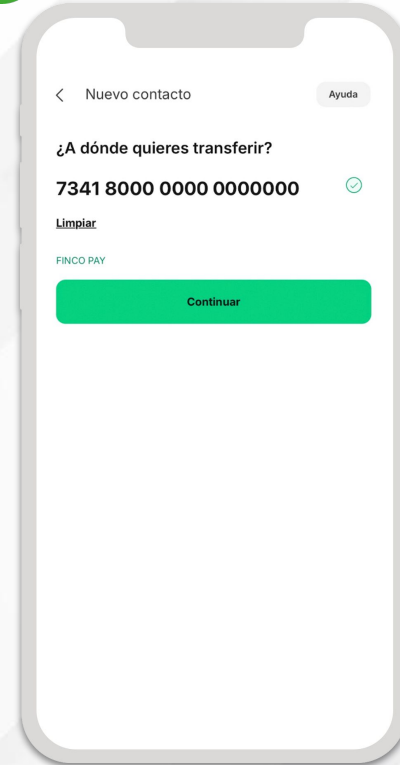 Nuevo contacto
Ayuda
¿A dónde quieres transferir?
7341 8000 0000 0000000
Limpiar
FINCO PAY
Continuar